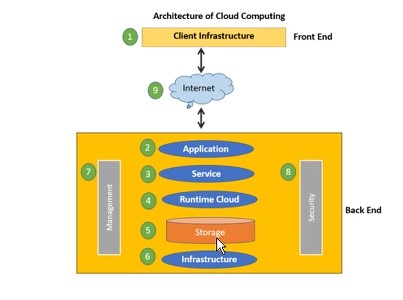 Architecture of Cloud Computing
1 Client Infrastructure Front End
9 Internet
2 Application
3 Service
4 Runtime Cloud
5 Storage
6 Infrastructure
7 Management
8 Security
Back End